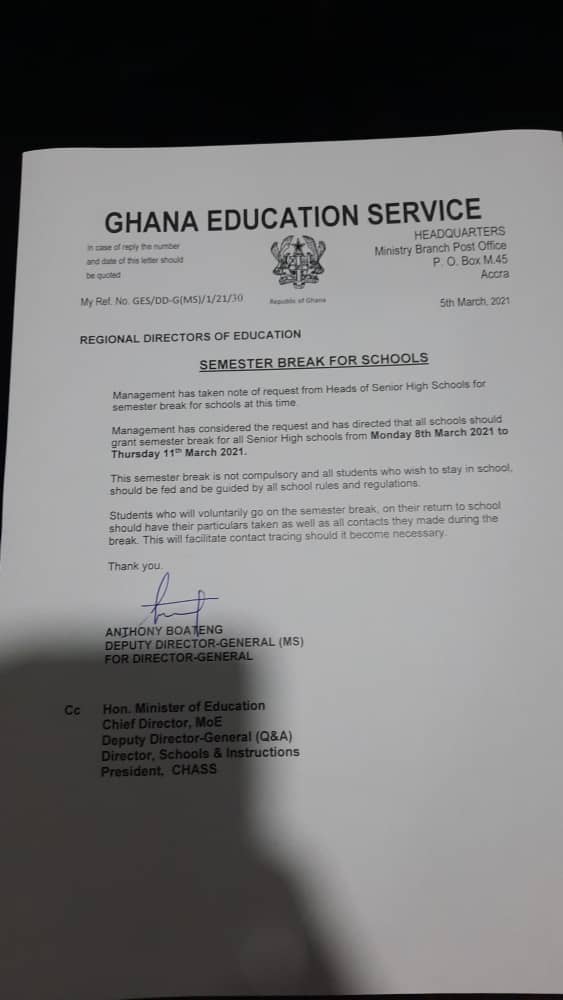 GHANA EDUCATION SERVICE
In case of reply the number
and date of this letter should
be quoted
HEADQUARTERS
Ministry Branch Post Office
P. O. Box M.45
Accra
My Ref. No. GES/DD-G(MS)/1/21/30
Republic of Ghana
5th March, 2021
REGIONAL DIRECTORS OF EDUCATION
SEMESTER BREAK FOR SCHOOLS
Management has taken note of request from Heads of Senior High Schools for
semester break for schools at this time.
Management has considered the request and has directed that all schools should
grant semester break for all Senior High schools from Monday 8th March 2021 to
Thursday 11th March 2021.
This semester break is not compulsory and all students who wish to stay in school,
should be fed and be guided by all school rules and regulations.
Students who will voluntarily go on the semester break, on their return to school
should have their particulars taken as well as all contacts they made during the
break. This will facilitate contact tracing should it become necessary.
Thank you.
ANTHONY BOATENG
DEPUTY DIRECTOR-GENERAL (MS)
FOR DIRECTOR-GENERAL
Cc Hon. Minister of Education
Chief Director, MoE
Deputy Director-General (Q&A)
Director, Schools & Instructions
President, CHASS